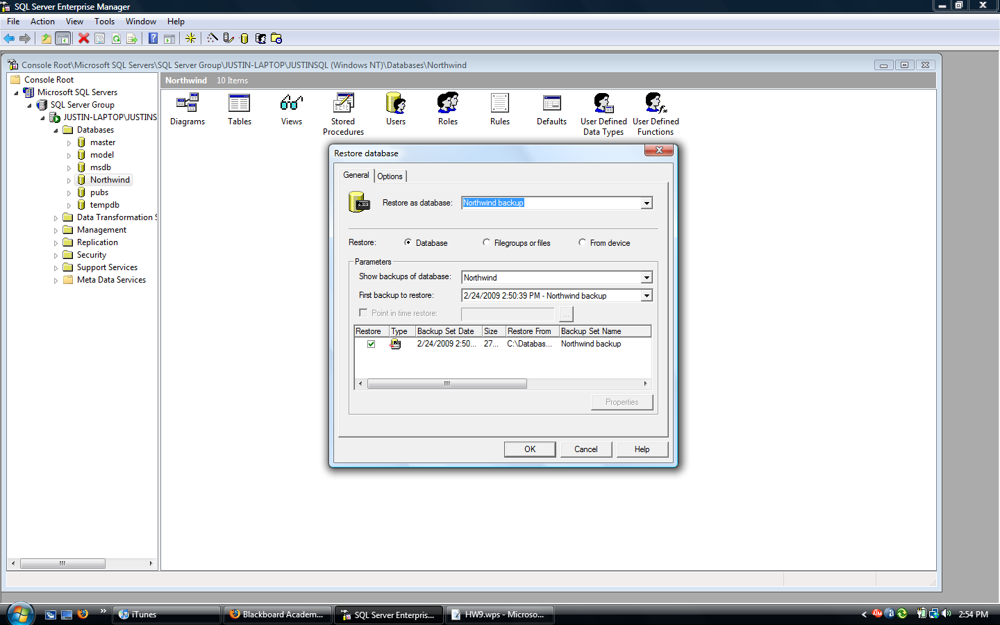 SQL Server Enterprise Manager
File Action View Tools Window Help
Console Root\Microsoft SQL Servers\SQL Server Group\JUSTIN-LAPTOP\JUSTINSQL (Windows NT)\Databases\Northwind
Console Root
Microsoft SQL Servers
SQL Server Group
JUSTIN-LAPTOP\JUSTINS
Databases
master
model
msdb
Northwind
pubs
tempdb
Data Transformation S
Management
Replication
Security
Support Services
Meta Data Services
Northwind 10 Items
Diagrams Tables Views Stored Procedures Users Roles Rules Defaults User Defined Data Types User Defined Functions
Restore database
General Options
Restore as database: Northwind backup
Restore: Database Filegroups or files From device
Parameters
Show backups of database: Northwind
First backup to restore: 2/24/2009 2:50:39 PM - Northwind backup
Point in time restore: ...
Restore Type Backup Set Date Size Restore From Backup Set Name
2/24/2009 2:50... 27... C:\Databas... Northwind backup
Properties
OK Cancel Help
iTunes Blackboard Academ... SQL Server Enterpris... HW9.wps - Microso... 2:54 PM